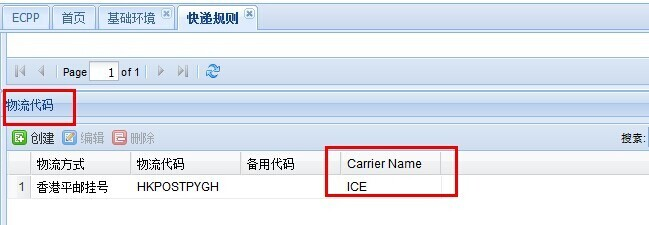 ECPP 首页 基础环境 快递规则
Page 1 of 1
物流代码
创建 编辑 删除 搜索:
物流方式 物流代码 备用代码 Carrier Name
1 香港平邮挂号 HKPOSTPYGH ICE